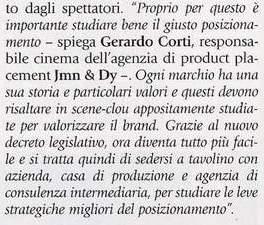 to dagli spettatori. “Proprio per questo è
importante studiare bene il giusto posiziona-
mento – spiega Gerardo Corti, responsa-
bile cinema dell’agenzia di product pla-
cement Jmn & Dy –. Ogni marchio ha una
sua storia e particolari valori e questi devono
risaltare in scene-clou appositamente studia-
te per valorizzare il brand. Grazie al nuovo
decreto legislativo, ora diventa tutto più faci-
le e si tratta quindi di sedersi a tavolino con
azienda, casa di produzione e agenzia di
consulenza intermediaria, per studiare le leve
strategiche migliori del posizionamento”.